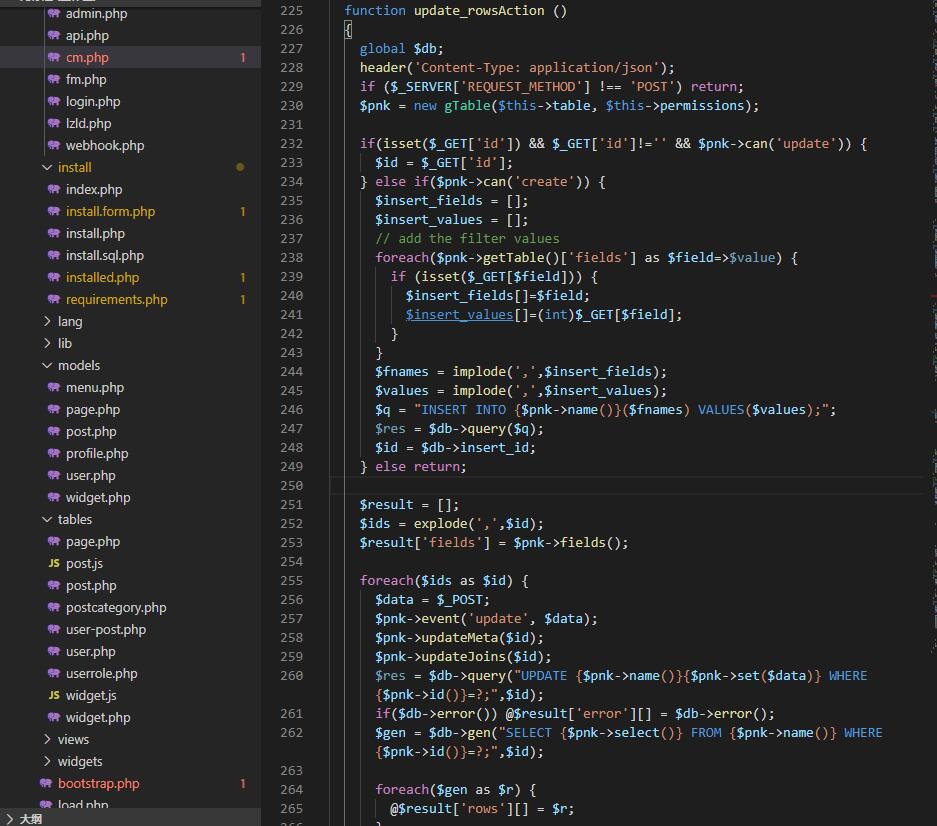 admin.php
api.php
cm.php 1
fm.php
login.php
lzld.php
webhook.php
install
index.php
install.form.php 1
install.php
install.sql.php
installed.php 1
requirements.php 1
lang
lib
models
menu.php
page.php
post.php
profile.php
user.php
widget.php
tables
page.php
JS post.js
post.php
postcategory.php
user-post.php
user.php
userrole.php
JS widget.js
widget.php
views
widgets
bootstrap.php 1
load.php
大纲
225 function update_rowsAction ()
226 {
227 global $db;
228 header('Content-Type: application/json');
229 if ($_SERVER['REQUEST_METHOD'] !== 'POST') return;
230 $pnk = new gTable($this->table, $this->permissions);
231
232 if(isset($_GET['id']) && $_GET['id']!='' && $pnk->can('update')) {
233 $id = $_GET['id'];
234 } else if($pnk->can('create')) {
235 $insert_fields = [];
236 $insert_values = [];
237 // add the filter values
238 foreach($pnk->getTable()['fields'] as $field=>$value) {
239 if (isset($_GET[$field])) {
240 $insert_fields[]=$field;
241 $insert_values[]=(int)$_GET[$field];
242 }
243 }
244 $fnames = implode(',',$insert_fields);
245 $values = implode(',',$insert_values);
246 $q = "INSERT INTO {$pnk->name()}($fnames) VALUES($values);";
247 $res = $db->query($q);
248 $id = $db->insert_id;
249 } else return;
250
251 $result = [];
252 $ids = explode(',',$id);
253 $result['fields'] = $pnk->fields();
254
255 foreach($ids as $id) {
256 $data = $_POST;
257 $pnk->event('update', $data);
258 $pnk->updateMeta($id);
259 $pnk->updateJoins($id);
260 $res = $db->query("UPDATE {$pnk->name()}{$pnk->set($data)} WHERE
{$pnk->id()}=?;",$id);
261 if($db->error()) @$result['error'][] = $db->error();
262 $gen = $db->gen("SELECT {$pnk->select()} FROM {$pnk->name()} WHERE
{$pnk->id()}=?;",$id);
263
264 foreach($gen as $r) {
265 @$result['rows'][] = $r;